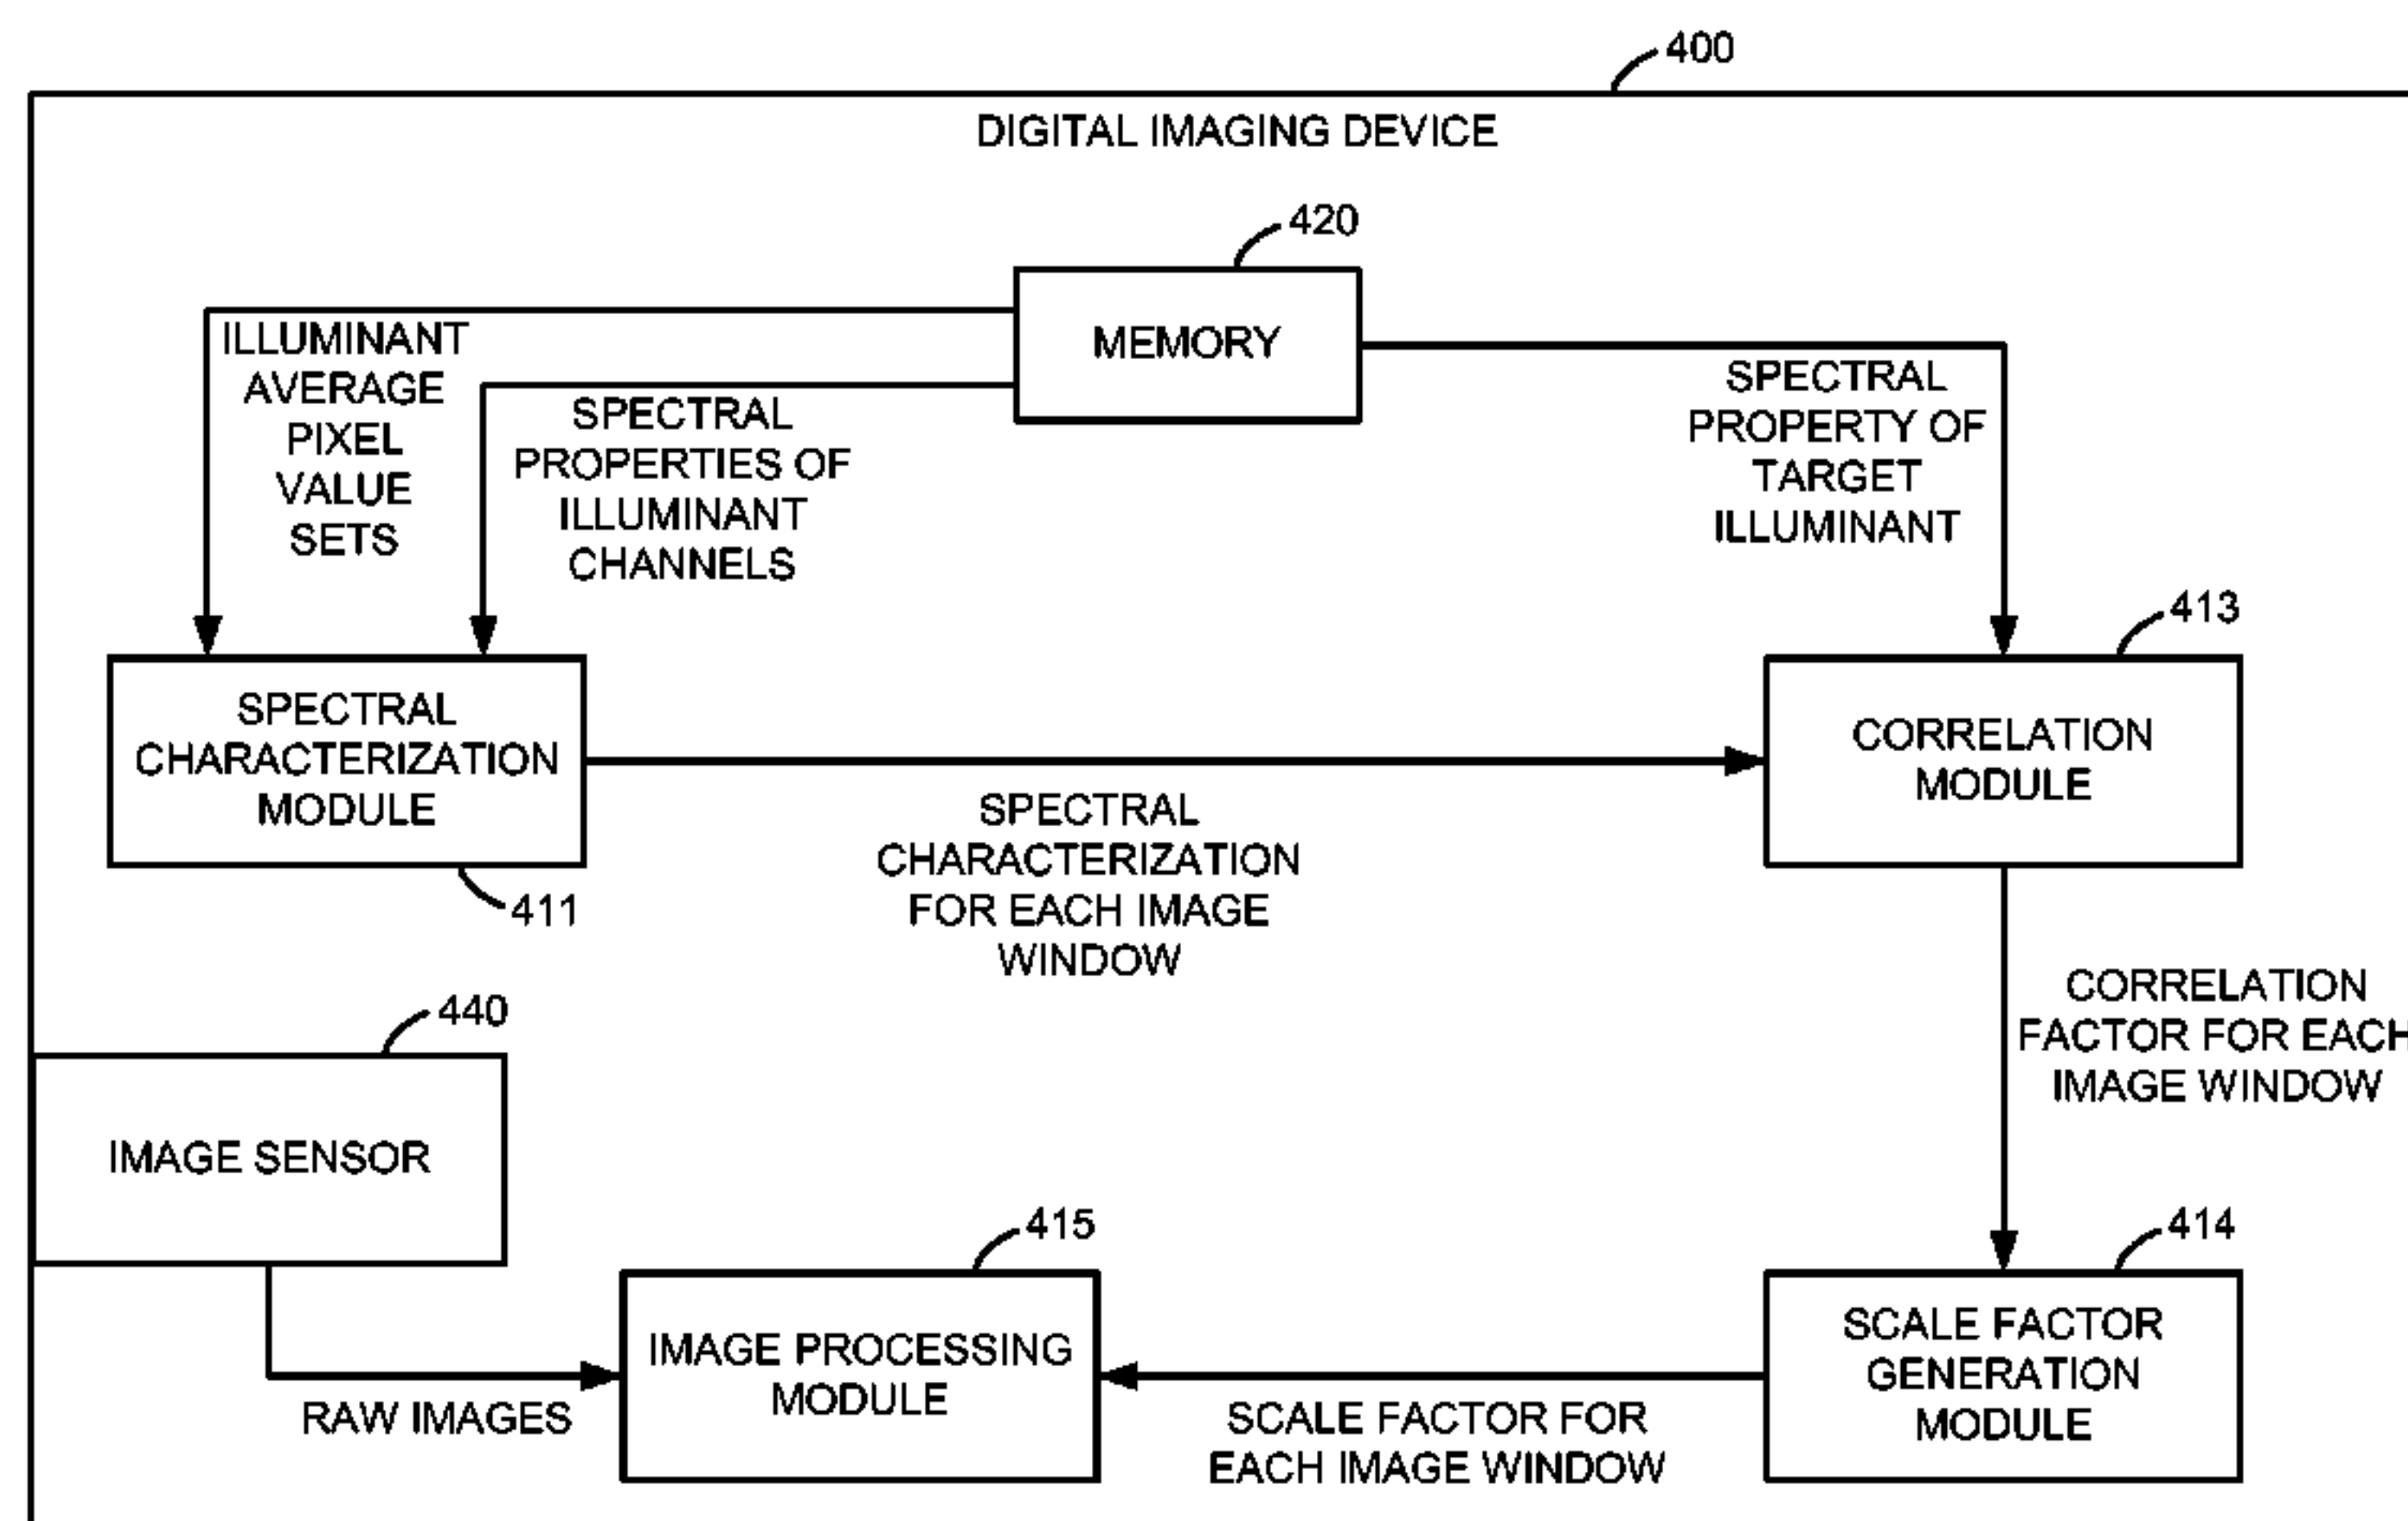 400
DIGITAL IMAGING DEVICE
420
MEMORY
ILLUMINANT
AVERAGE
PIXEL
VALUE
SETS
SPECTRAL
PROPERTIES OF
ILLUMINANT
CHANNELS
SPECTRAL
PROPERTY OF
TARGET
ILLUMINANT
413
SPECTRAL
CHARACTERIZATION
MODULE
411
CORRELATION
MODULE
SPECTRAL
CHARACTERIZATION
FOR EACH IMAGE
WINDOW
CORRELATION
FACTOR FOR EACH
IMAGE WINDOW
440
IMAGE SENSOR
415
414
IMAGE PROCESSING
MODULE
SCALE FACTOR
GENERATION
MODULE
RAW IMAGES
SCALE FACTOR FOR
EACH IMAGE WINDOW